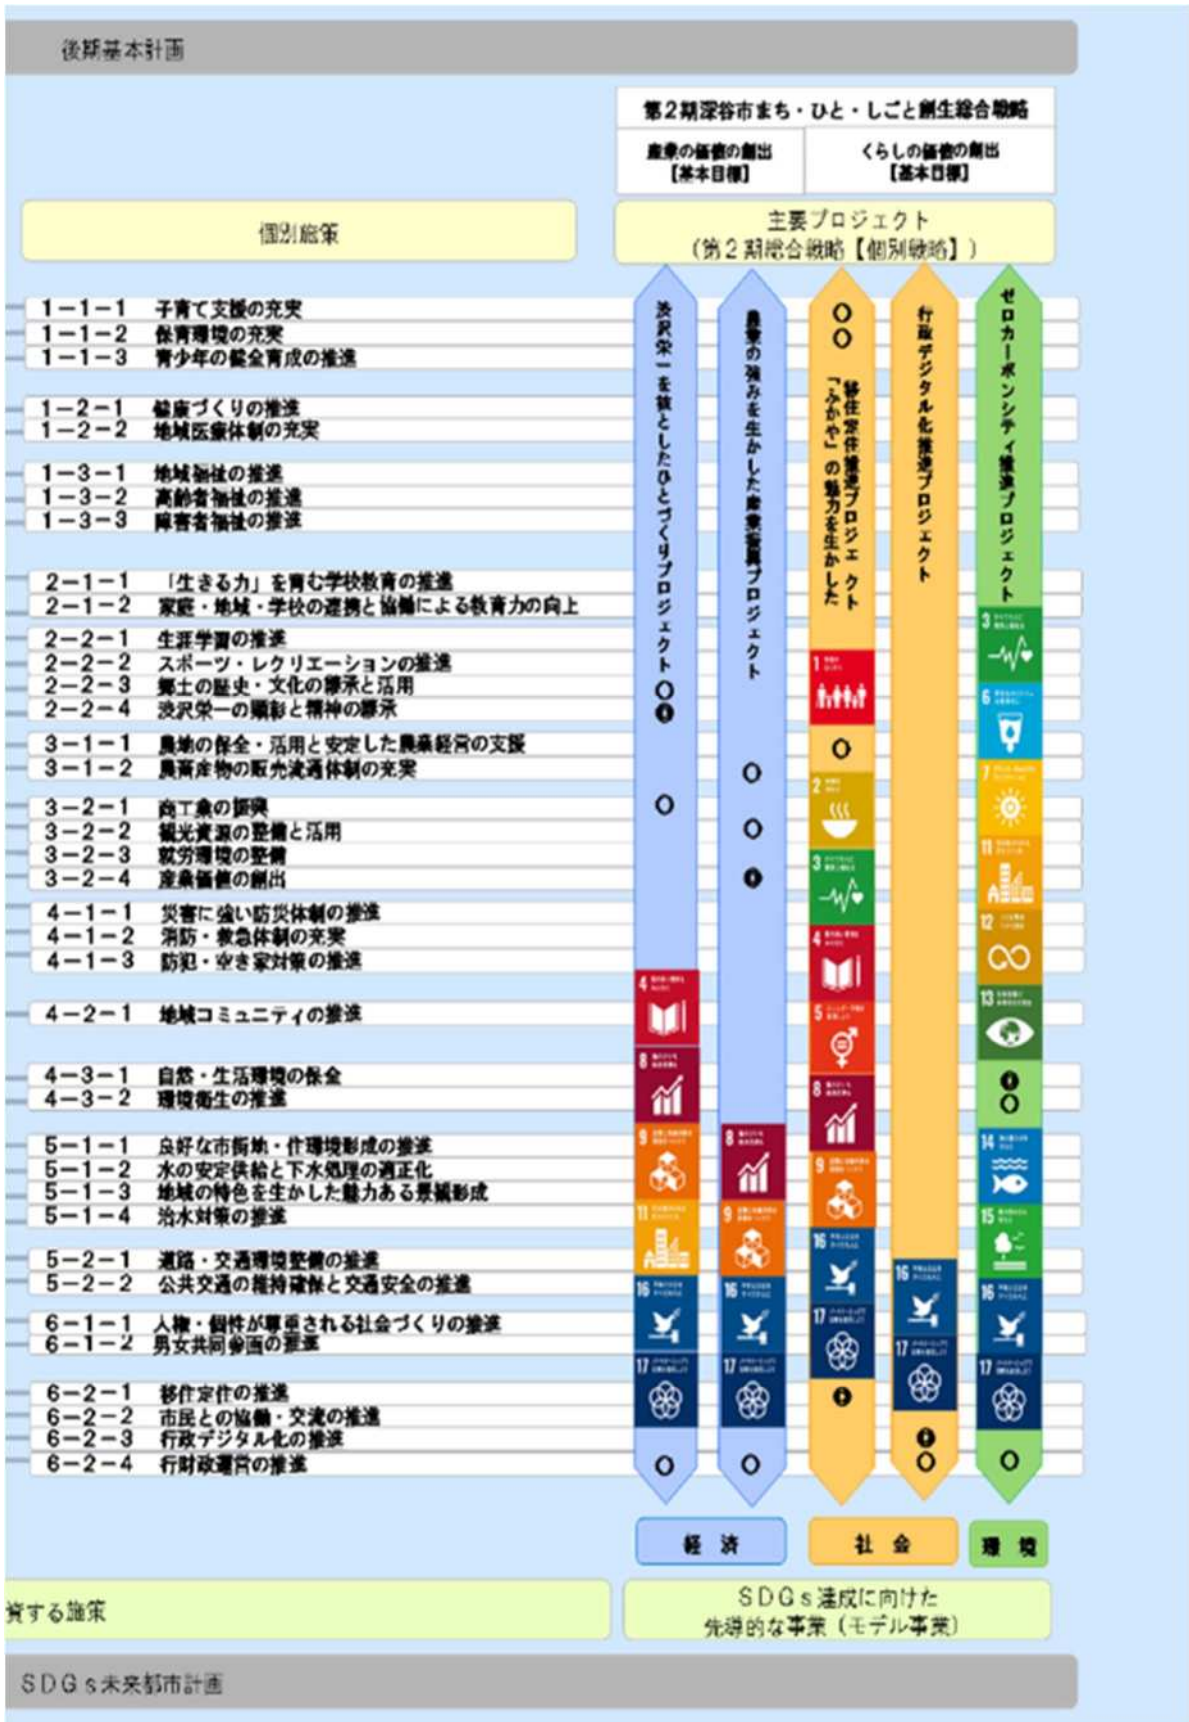 後期基本計画
第2期深谷市まち・ひと・しごと創生総合戦略
産業の価値の創出
【基本目標】
くらしの価値の創出
【基本目標】
個別施策
主要プロジェクト
(第2期総合戦略【個別戦略】)
1－1－1 子育て支援の充実
1－1－2 保育環境の充実
1－1－3 青少年の健全育成の推進
1－2－1 健康づくりの推進
1－2－2 地域医療体制の充実
1－3－1 地域福祉の推進
1－3－2 高齢者福祉の推進
1－3－3 障害者福祉の推進
2－1－1 「生きる力」を育む学校教育の推進
2－1－2 家庭・地域・学校の連携と協働による教育力の向上
2－2－1 生涯学習の推進
2－2－2 スポーツ・レクリエーションの推進
2－2－3 郷土の歴史・文化の継承と活用
2－2－4 渋沢栄一の顕彰と精神の継承
3－1－1 農地の保全・活用と安定した農業経営の支援
3－1－2 農畜産物の販売流通体制の充実
3－2－1 商工業の振興
3－2－2 観光資源の整備と活用
3－2－3 就労環境の整備
3－2－4 産業価値の創出
4－1－1 災害に強い防災体制の推進
4－1－2 消防・救急体制の充実
4－1－3 防犯・空き家対策の推進
4－2－1 地域コミュニティの推進
4－3－1 自然・生活環境の保全
4－3－2 環境衛生の推進
5－1－1 良好な市街地・住環境形成の推進
5－1－2 水の安定供給と下水処理の適正化
5－1－3 地域の特色を生かした魅力ある景観形成
5－1－4 治水対策の推進
5－2－1 道路・交通環境整備の推進
5－2－2 公共交通の維持確保と交通安全の推進
6－1－1 人権・個性が尊重される社会づくりの推進
6－1－2 男女共同参画の推進
6－2－1 移住定住の推進
6－2－2 市民との協働・交流の推進
6－2－3 行政デジタル化の推進
6－2－4 行財政運営の推進
渋沢栄一を核としたひとづくりプロジェクト
4
8
9
11
16
17
農業の強みを生かした産業振興プロジェクト
8
9
16
17
「ふかや」の魅力を生かした
移住定住推進プロジェクト
1
2
3
4
5
8
9
16
17
行政デジタル化推進プロジェクト
16
17
ゼロカーボンシティ推進プロジェクト
3
6
7
11
12
13
14
15
16
17
経済
社会
環境
資する施策
SDGs達成に向けた
先導的な事業(モデル事業)
SDGs未来都市計画